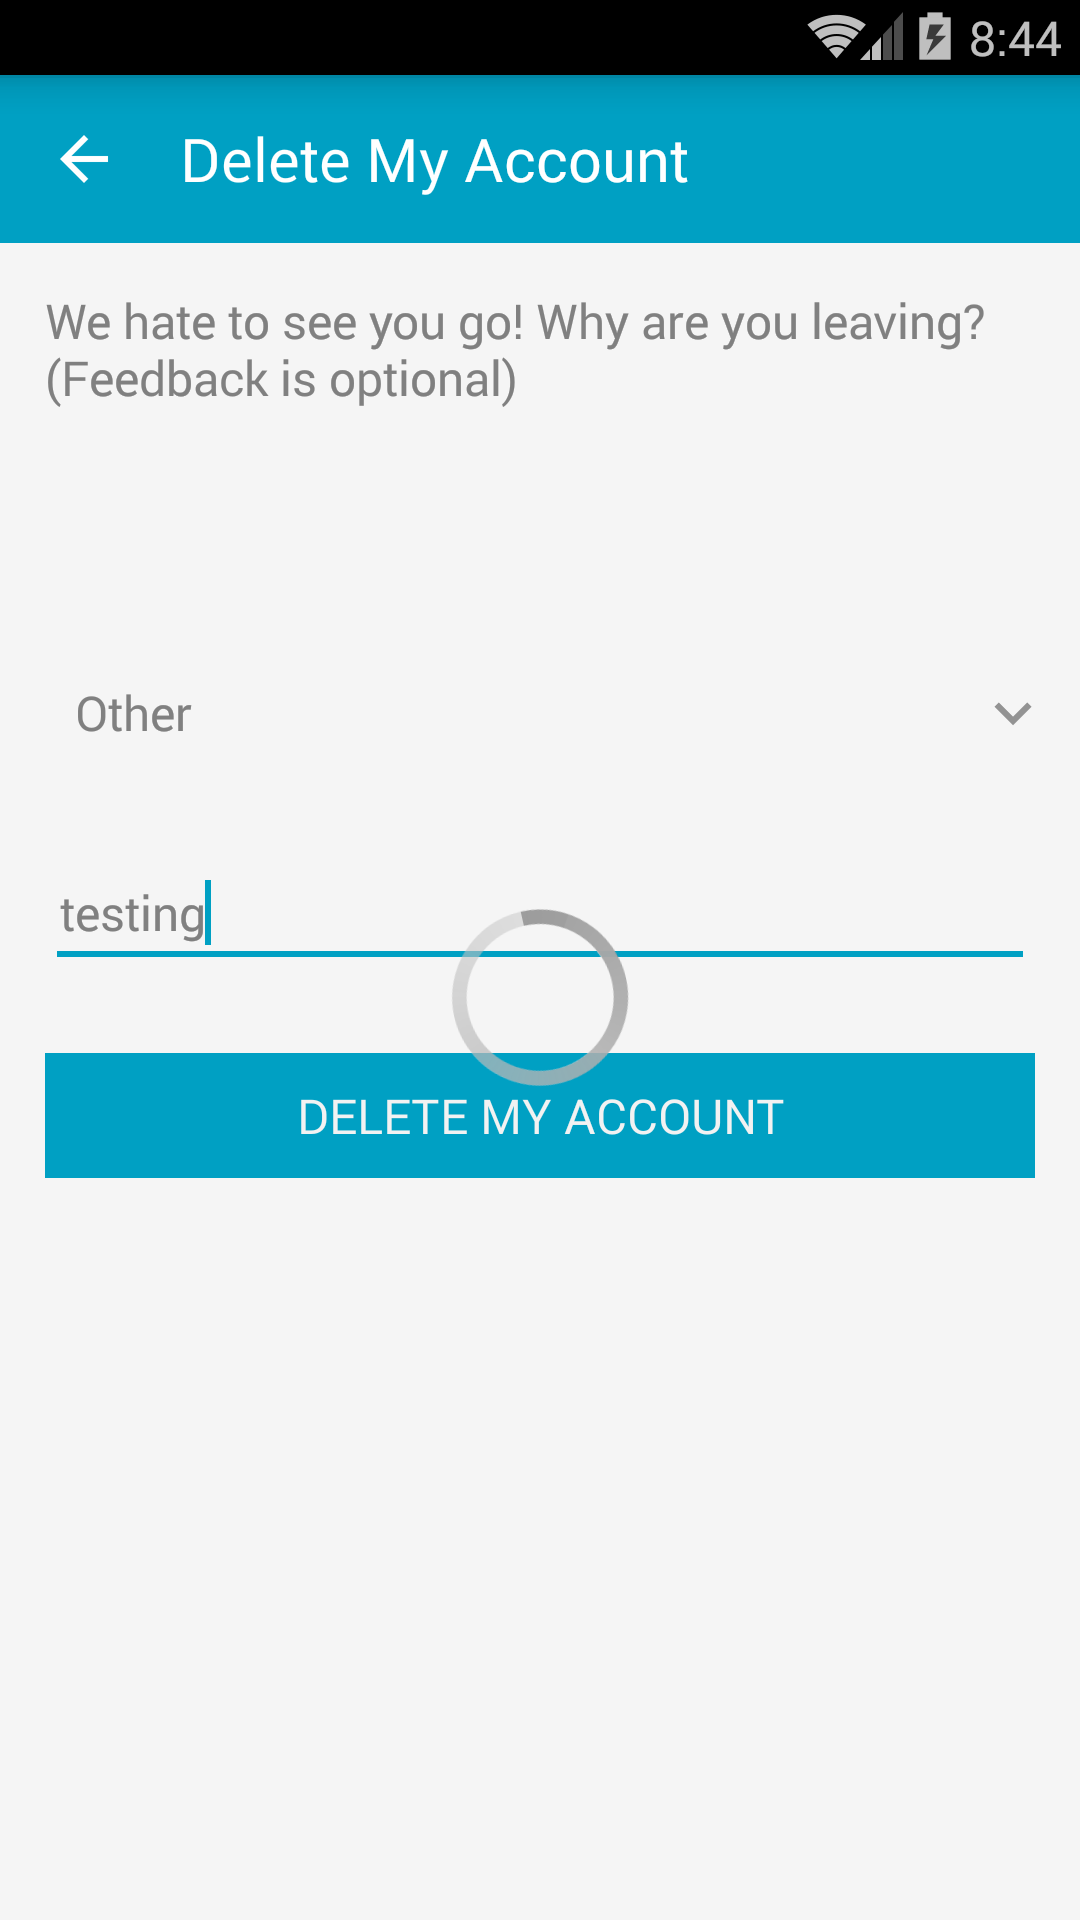 8:44
Delete My Account
We hate to see you go! Why are you leaving?
(Feedback is optional)
Other
testing
DELETE MY ACCOUNT